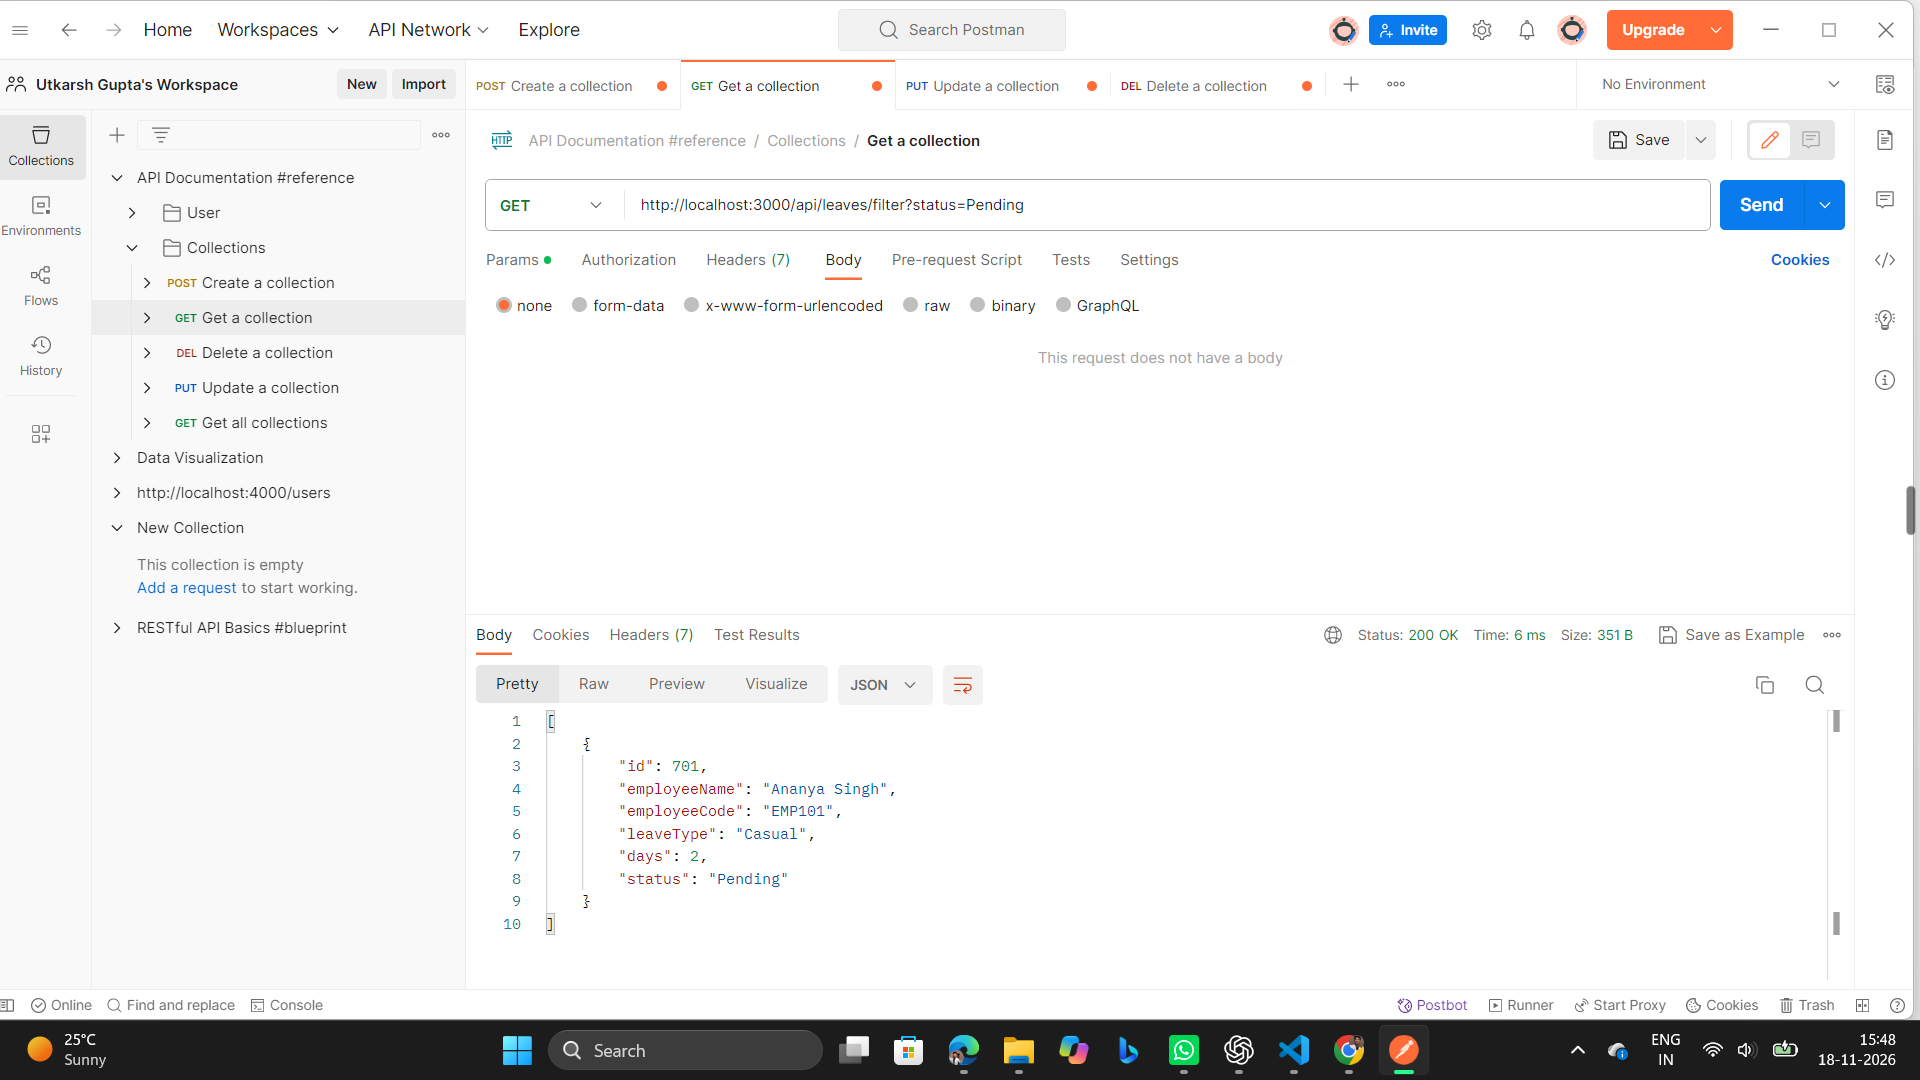 Home Workspaces API Network Explore Search Postman Invite Upgrade
Utkarsh Gupta's Workspace New Import POST Create a collection GET Get a collection PUT Update a collection DEL Delete a collection No Environment
Collections
Environments
Flows
History
API Documentation #reference
User
Collections
POST Create a collection
GET Get a collection
DEL Delete a collection
PUT Update a collection
GET Get all collections
Data Visualization
http://localhost:4000/users
New Collection
This collection is empty
Add a request to start working.
RESTful API Basics #blueprint
HTTP API Documentation #reference / Collections / Get a collection Save
GET http://localhost:3000/api/leaves/filter?status=Pending Send
Params Authorization Headers (7) Body Pre-request Script Tests Settings Cookies
none form-data x-www-form-urlencoded raw binary GraphQL
This request does not have a body
Body Cookies Headers (7) Test Results Status: 200 OK Time: 6 ms Size: 351 B Save as Example
Pretty Raw Preview Visualize JSON
1 [
2 {
3 "id": 701,
4 "employeeName": "Ananya Singh",
5 "employeeCode": "EMP101",
6 "leaveType": "Casual",
7 "days": 2,
8 "status": "Pending"
9 }
10 ]
Online Find and replace Console Postbot Runner Start Proxy Cookies Trash
25°C
Sunny
Search
ENG
IN
15:48
18-11-2026